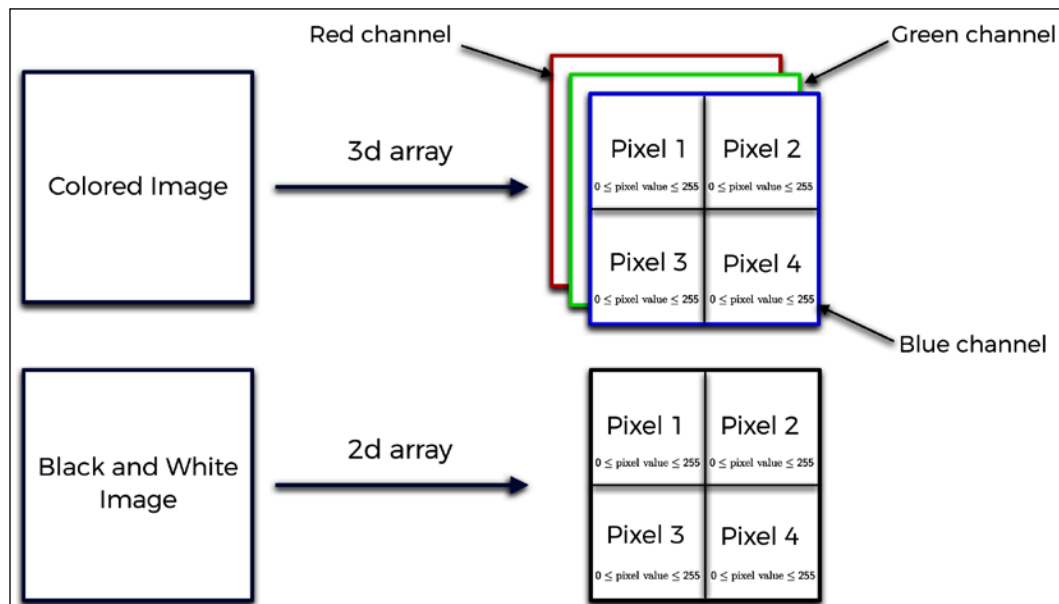 Red channel
Green channel
Colored Image
3d array
Pixel 1
Pixel 2
0 ≤ pixel value ≤ 255
0 ≤ pixel value ≤ 255
Pixel 3
Pixel 4
0 ≤ pixel value ≤ 255
0 ≤ pixel value ≤ 255
Blue channel
Black and White
Image
2d array
Pixel 1
Pixel 2
0 ≤ pixel value ≤ 255
0 ≤ pixel value ≤ 255
Pixel 3
Pixel 4
0 ≤ pixel value ≤ 255
0 ≤ pixel value ≤ 255